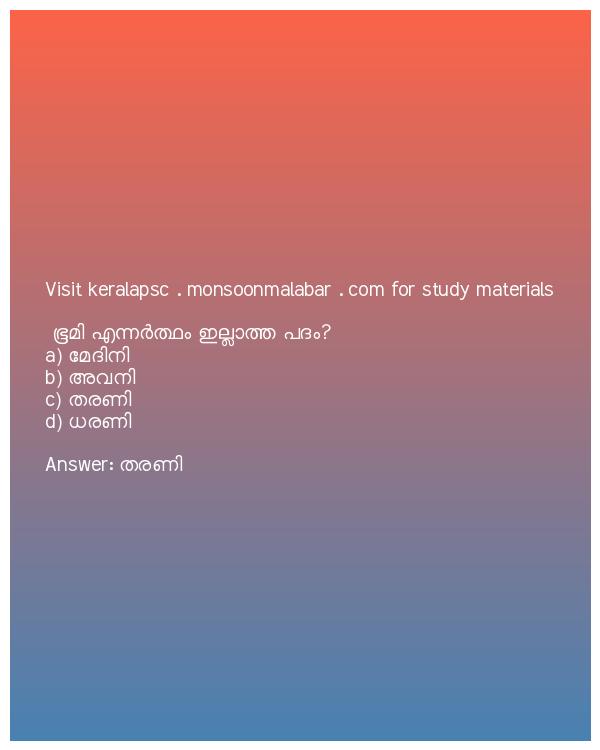 Visit keralapsc . monsoonmalabar . com for study materials
ഭൂമി എന്നർത്ഥം ഇല്ലാത്ത പദം?
a) മേദിനി
b) അവനി
c) തരണി
d) ധരണി
Answer: തരണി